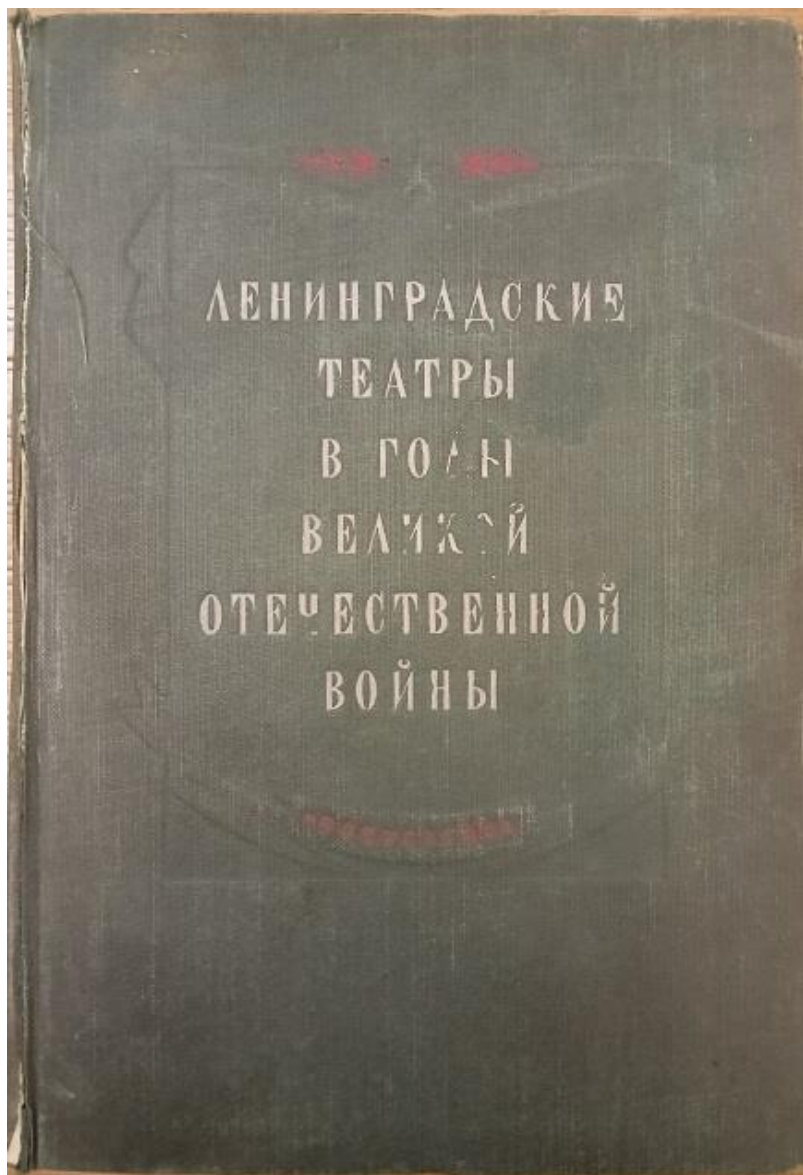 ЛЕНИНГРАДСКИЕ
ТЕАТРЫ
В ГОДЫ
ВЕЛИКОЙ
ОТЕЧЕСТВЕННОЙ
ВОЙНЫ